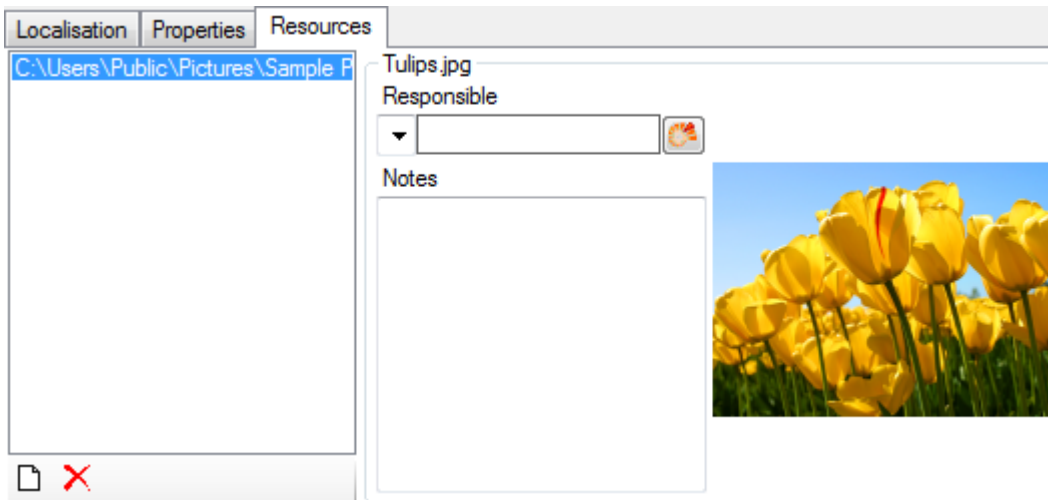 Localisation Properties Resources
C:\Users\Public\Pictures\Sample P
Tulips.jpg
Responsible
Notes